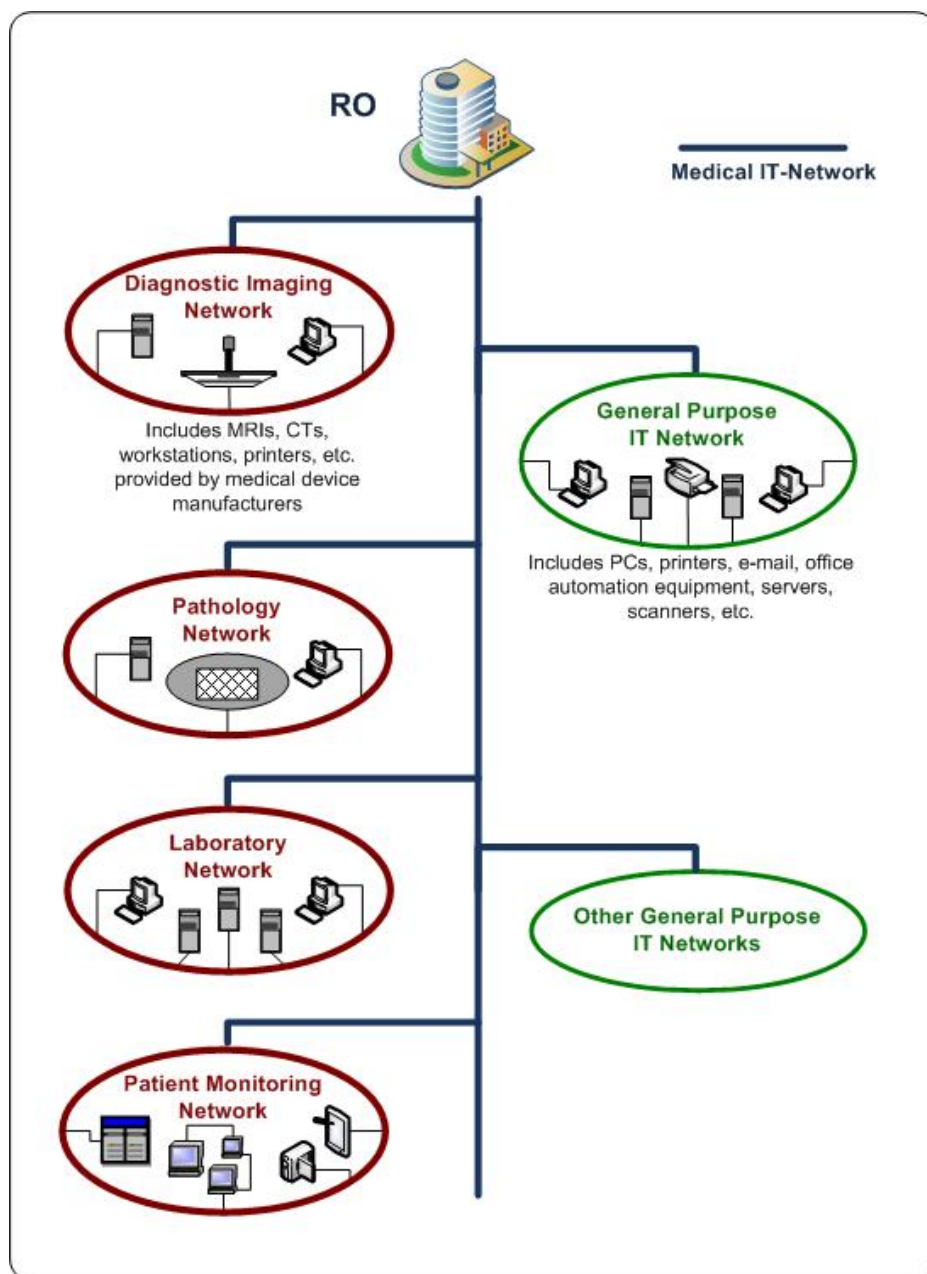 RO
Medical IT-Network
Diagnostic Imaging
Network
Includes MRIs, CTs,
workstations, printers, etc.
provided by medical device
manufacturers
General Purpose
IT Network
Includes PCs, printers, e-mail, office
automation equipment, servers,
scanners, etc.
Pathology
Network
Laboratory
Network
Other General Purpose
IT Networks
Patient Monitoring
Network